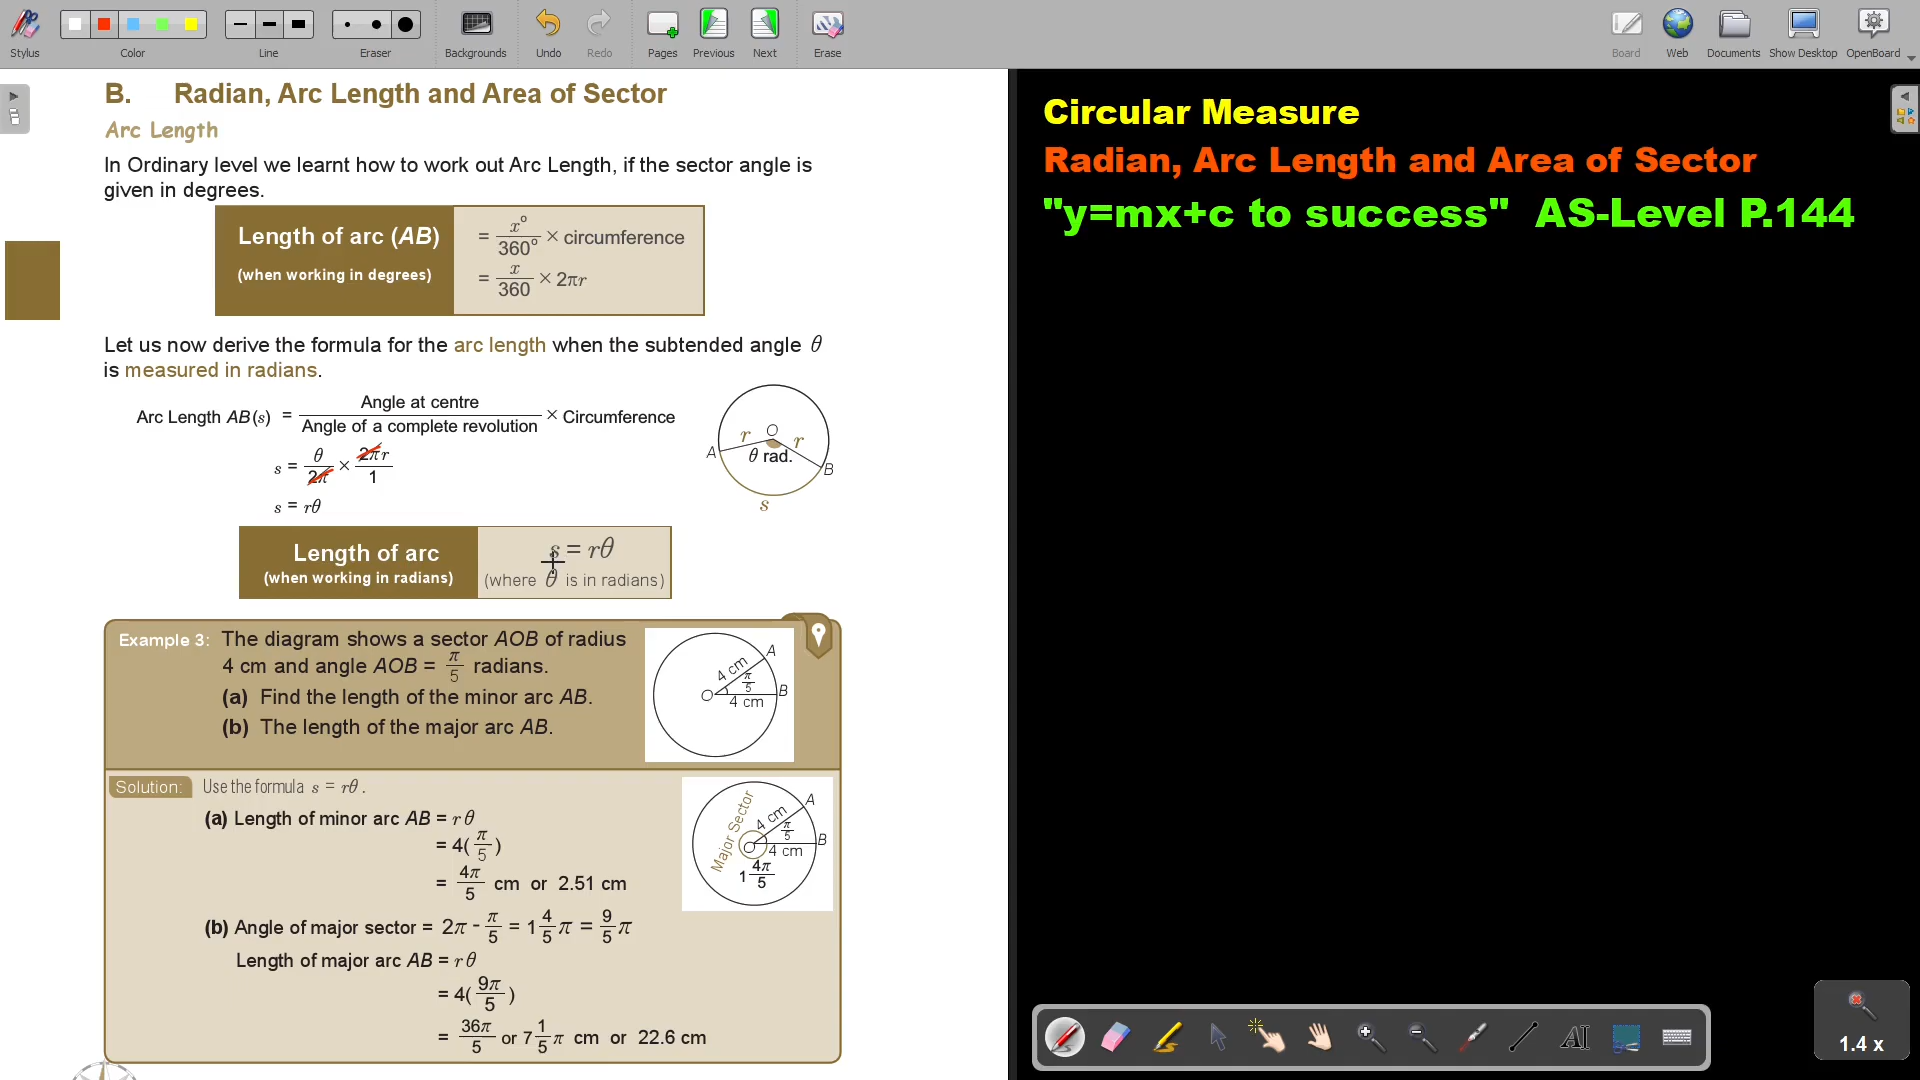 Stylus
Color
Line
Eraser
Backgrounds
Undo
Redo
Pages
Previous
Next
Erase
Board
Web
Documents
Show Desktop
OpenBoard
B. Radian, Arc Length and Area of Sector
Arc Length
In Ordinary level we learnt how to work out Arc Length, if the sector angle is
given in degrees.
Length of arc (AB)
(when working in degrees)
= x°/360° × circumference
= x/360 × 2πr
Let us now derive the formula for the arc length when the subtended angle θ
is measured in radians.
Arc Length AB(s) = Angle at centre / Angle of a complete revolution × Circumference
s = θ/2π × 2πr/1
s = rθ
O
r
r
A
θ rad.
B
s
Length of arc
(when working in radians)
s = rθ
(where θ is in radians)
Example 3: The diagram shows a sector AOB of radius
4 cm and angle AOB = π/5 radians.
(a) Find the length of the minor arc AB.
(b) The length of the major arc AB.
A
4 cm
π/5
O
B
4 cm
Solution: Use the formula s = rθ.
(a) Length of minor arc AB = rθ
= 4(π/5)
= 4π/5 cm or 2.51 cm
(b) Angle of major sector = 2π - π/5 = 1 4/5 π = 9/5 π
Length of major arc AB = rθ
= 4(9π/5)
= 36π/5 or 7 1/5 π cm or 22.6 cm
Major Sector
A
4 cm
π/5
O
B
4 cm
1 4π/5
Circular Measure
Radian, Arc Length and Area of Sector
"y=mx+c to success" AS-Level P.144
AI
1.4 x